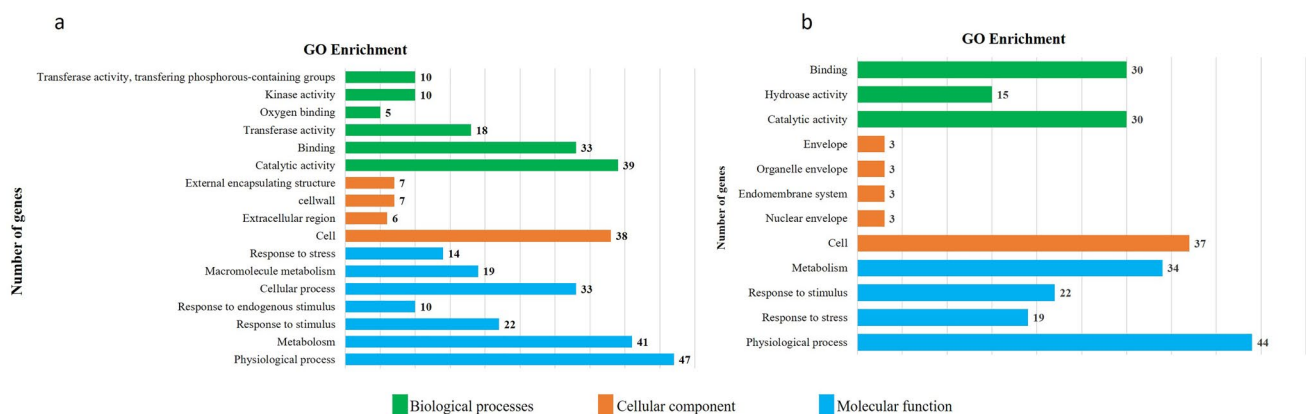 a
GO Enrichment
Number of genes
Transferase activity, transfering phosphorous-containing groups 10
Kinase activity 10
Oxygen binding 5
Transferase activity 18
Binding 33
Catalytic activity 39
External encapsulating structure 7
cellwall 7
Extracellular region 6
Cell 38
Response to stress 14
Macromolecule metabolism 19
Cellular process 33
Response to endogenous stimulus 10
Response to stimulus 22
Metabolosm 41
Physiological process 47
b
GO Enrichment
Number of genes
Binding 30
Hydroase activity 15
Catalytic activity 30
Envelope 3
Organelle envelope 3
Endomembrane system 3
Nuclear envelope 3
Cell 37
Metabolism 34
Response to stimulus 22
Response to stress 19
Physiological process 44
Biological processes
Cellular component
Molecular function